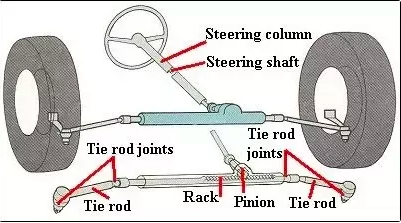 Steering column
Steering shaft
Tie rod joints
Tie rod
joints
Tie rod
Rack
Pinion
Tie rod